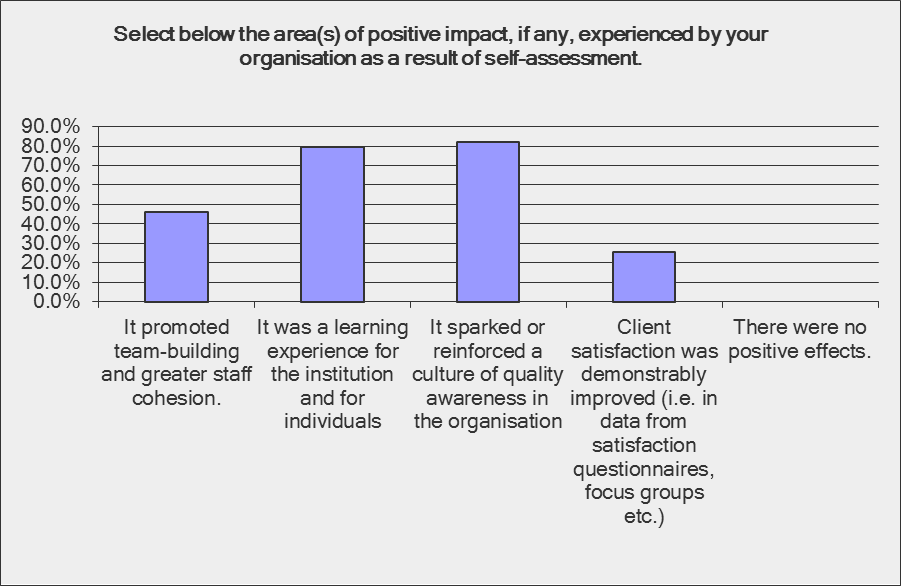 Select below the area(s) of positive impact, if any, experienced by your
organisation as a result of self-assessment.
90.0%
80.0%
70.0%
60.0%
50.0%
40.0%
30.0%
20.0%
10.0%
0.0%
It promoted
team-building
and greater staff
cohesion.
It was a learning
experience for
the institution
and for
individuals
It sparked or
reinforced a
culture of quality
awareness in
the organisation
Client
satisfaction was
demonstrably
improved (i.e. in
data from
satisfaction
questionnaires,
focus groups
etc.)
There were no
positive effects.